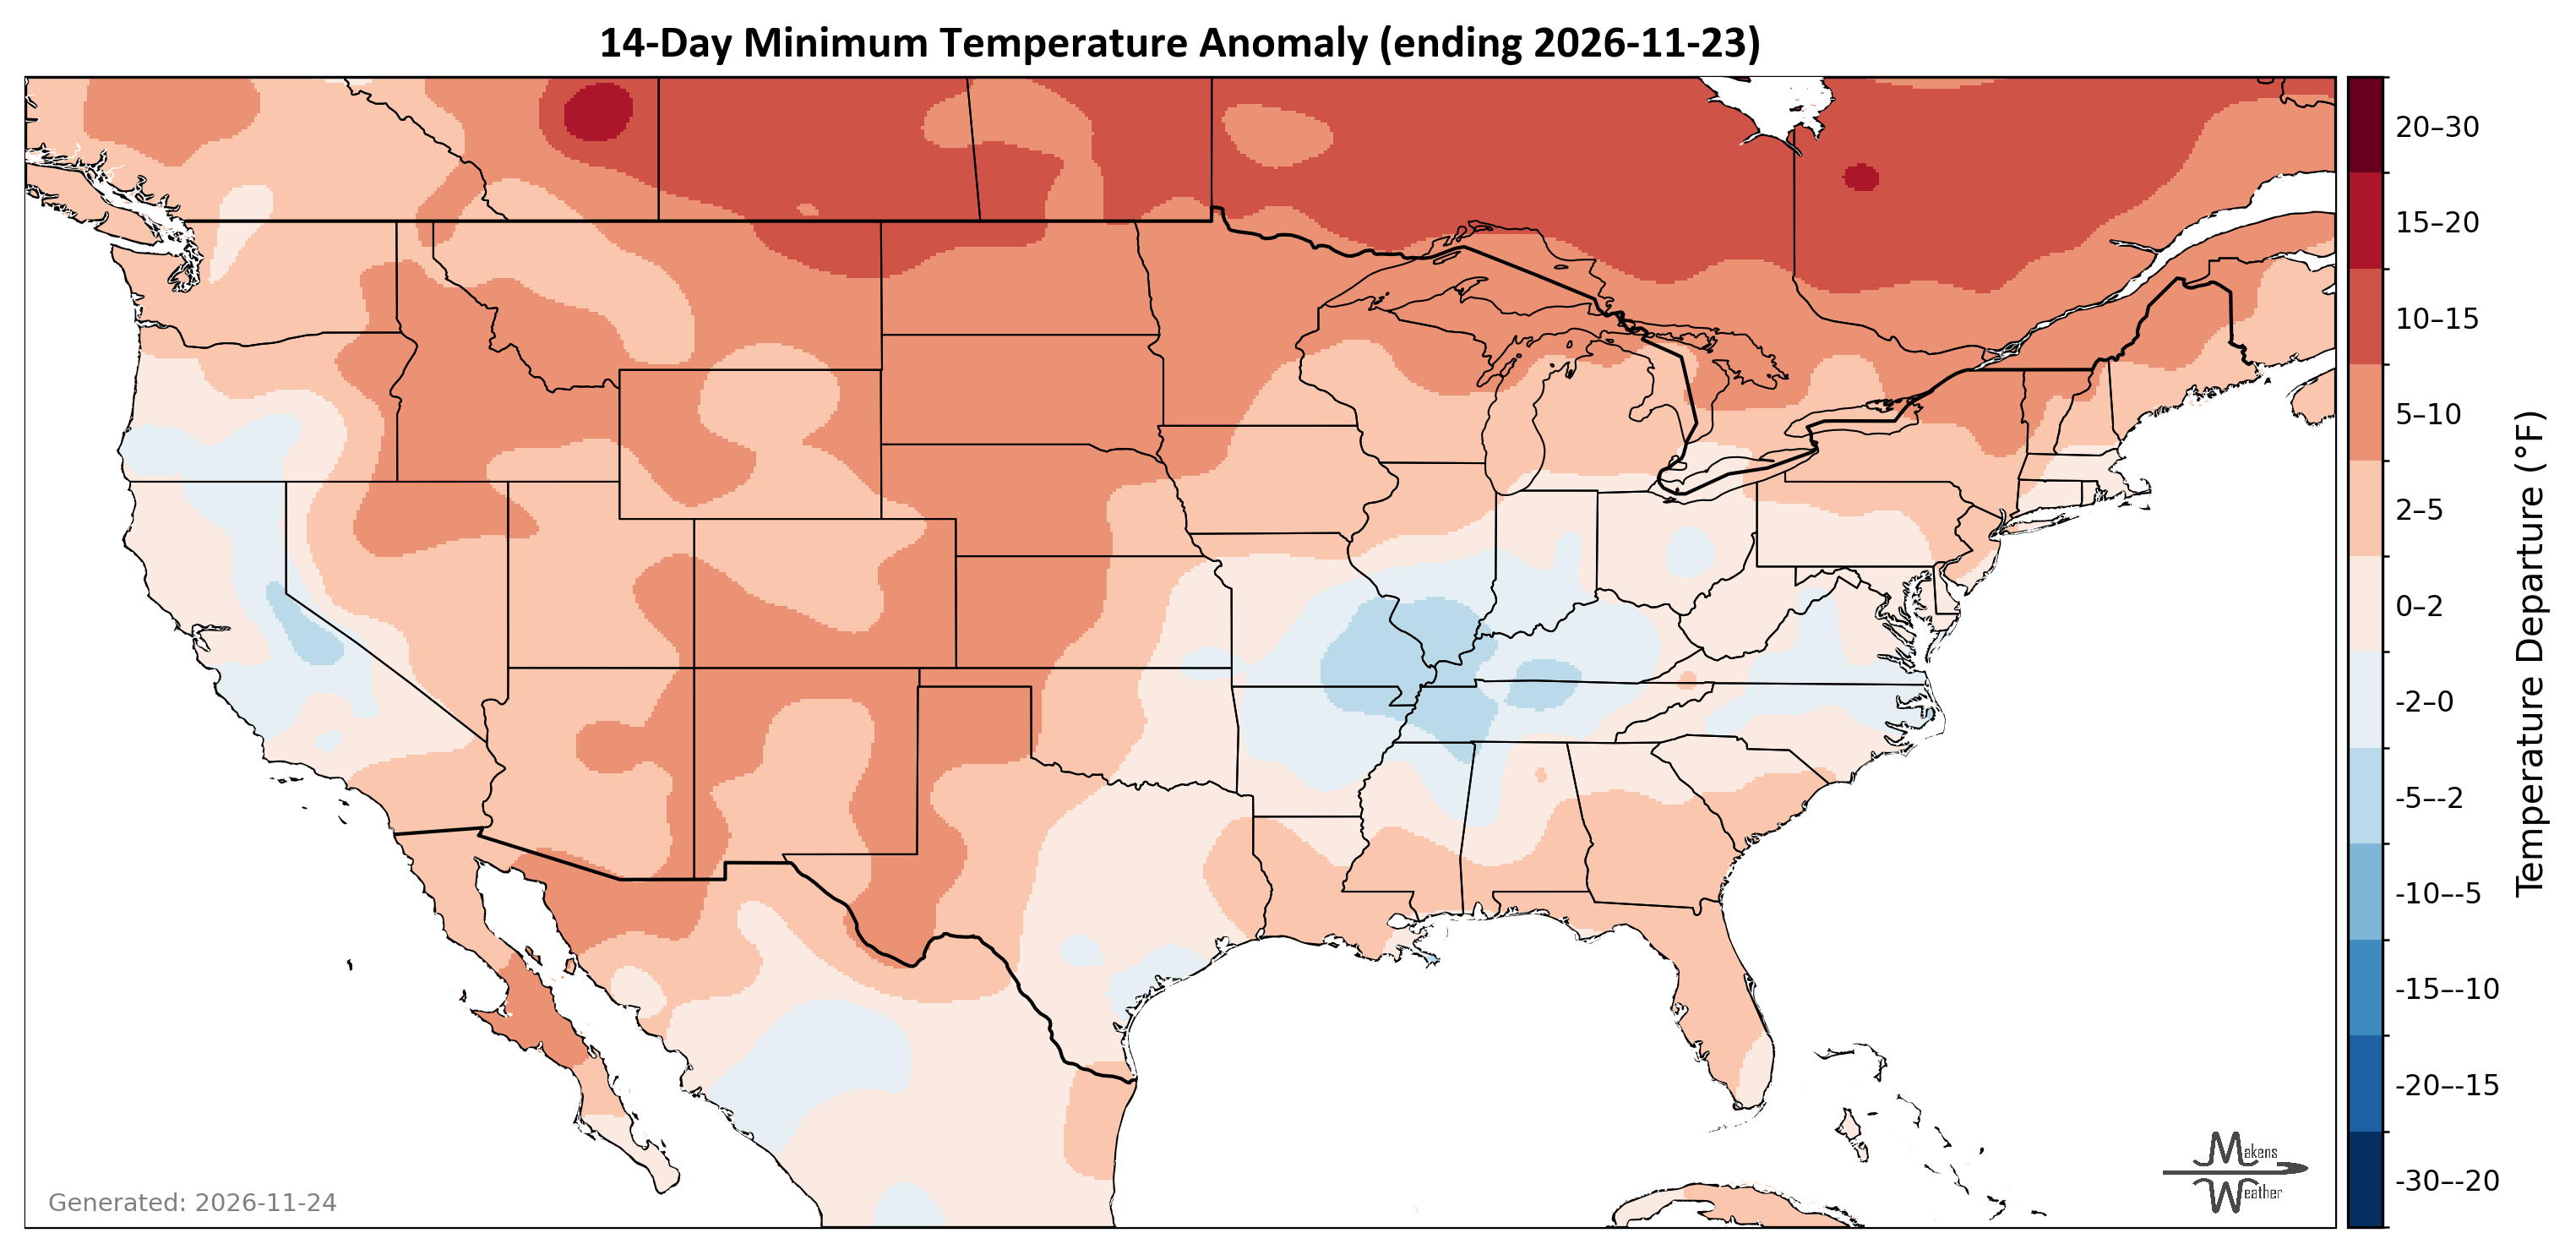 14-Day Minimum Temperature Anomaly (ending 2026-11-23)
20–30
15–20
10–15
5–10
2–5
0–2
-2–0
-5–-2
-10–-5
-15–-10
-20–-15
-30–-20
Temperature Departure (°F)
Generated: 2026-11-24
Makens
Weather